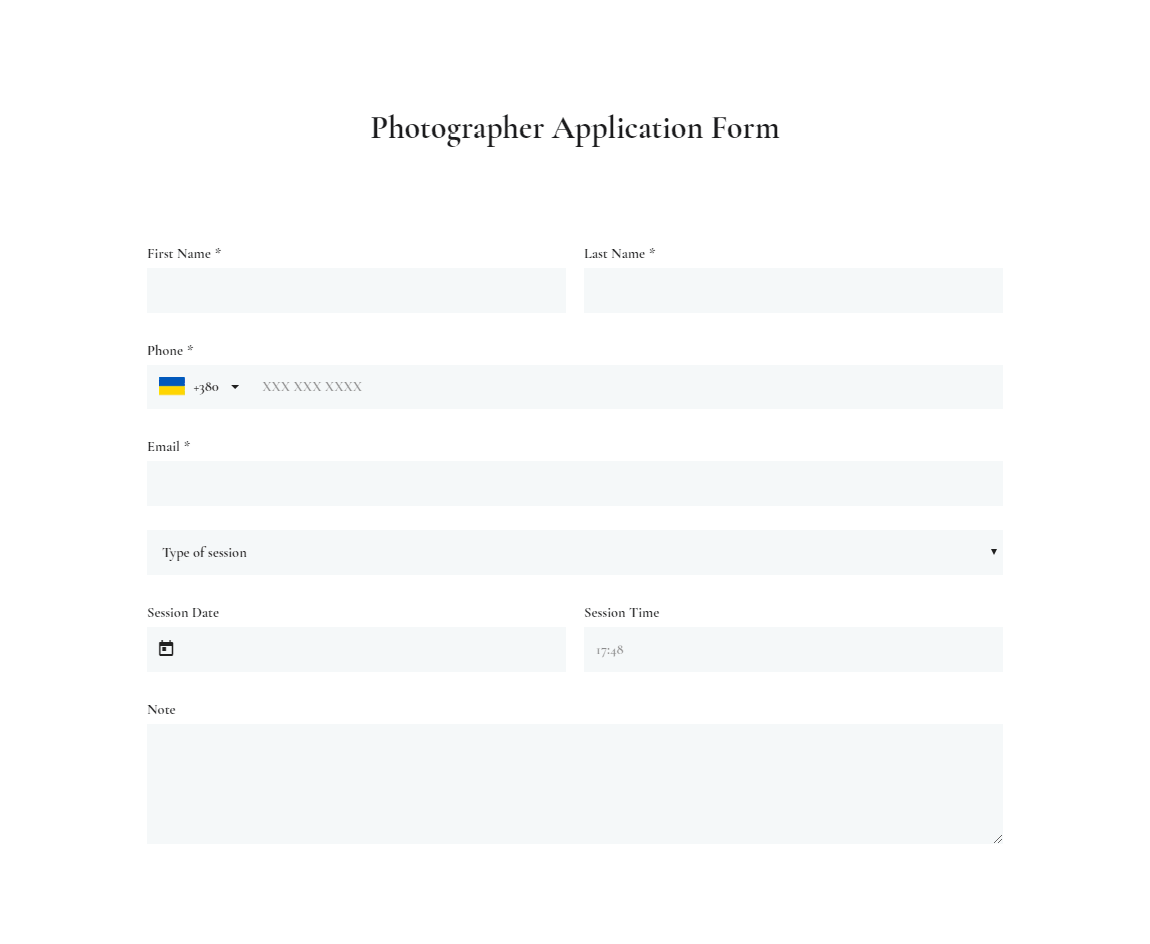 Photographer Application Form
First Name * Last Name *
Phone *
+380 XXX XXX XXXX
Email *
Type of session
Session Date Session Time
17:48
Note